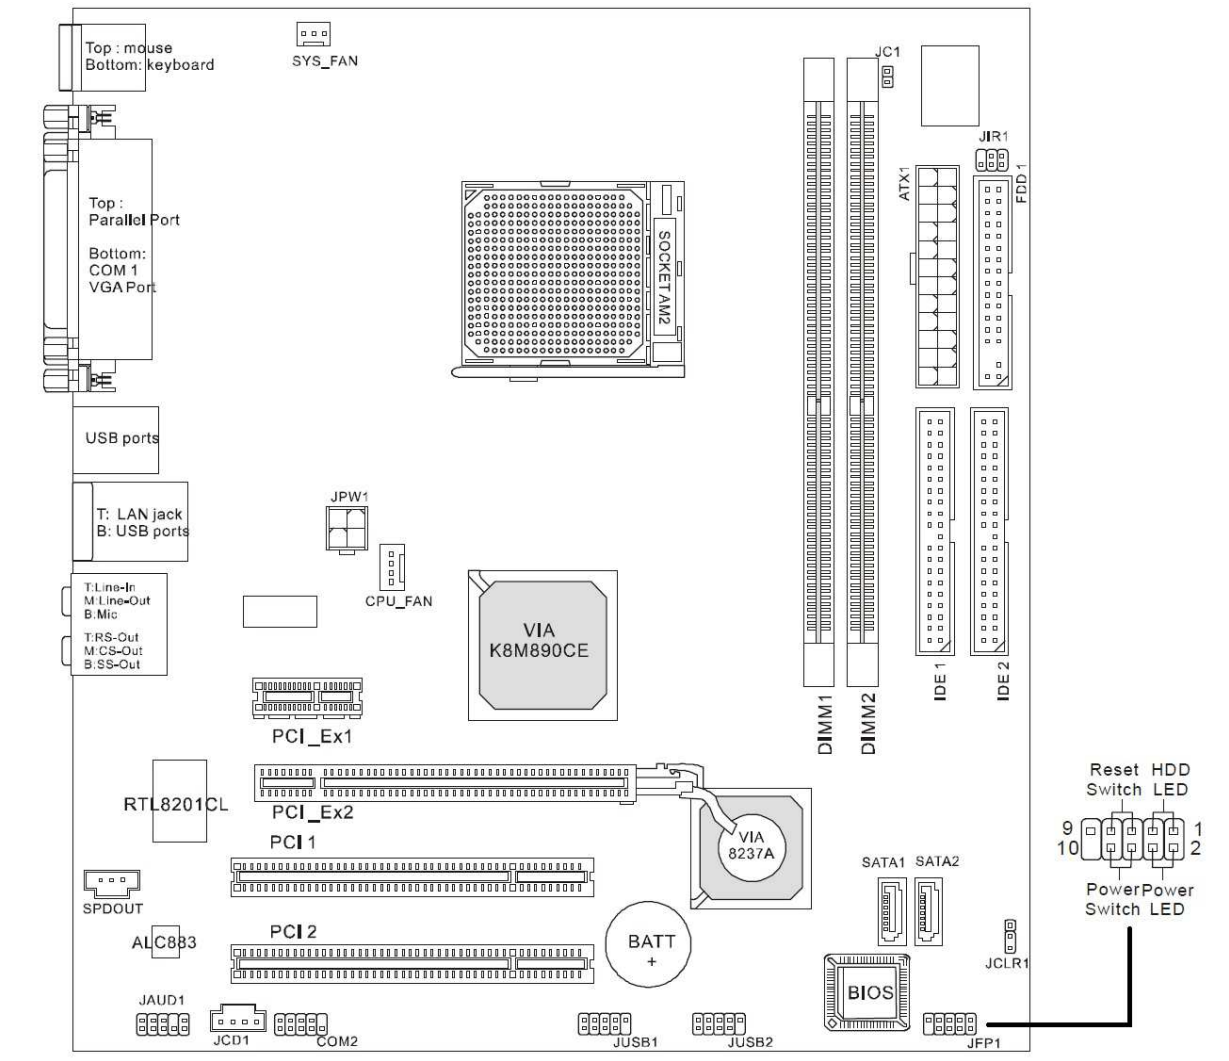 Top : mouse
Bottom: keyboard
SYS_FAN
JC1
JIR1
ATX1
FDD 1
Top :
Parallel Port
Bottom:
COM 1
VGA Port
SOCKET AM2
USB ports
T: LAN jack
B: USB ports
JPW1
CPU_FAN
T:Line-In
M:Line-Out
B:Mic
T:RS-Out
M:CS-Out
B:SS-Out
VIA
K8M890CE
DIMM1
DIMM2
IDE 1
IDE 2
PCI_Ex1
RTL8201CL
PCI_Ex2
VIA
8237A
PCI 1
SATA1
SATA2
Reset
Switch
HDD
LED
9
10
1
2
Power
Switch
Power
LED
SPDOUT
ALC883
PCI 2
BATT
+
BIOS
JCLR1
JAUD1
JCD1
COM2
JUSB1
JUSB2
JFP1